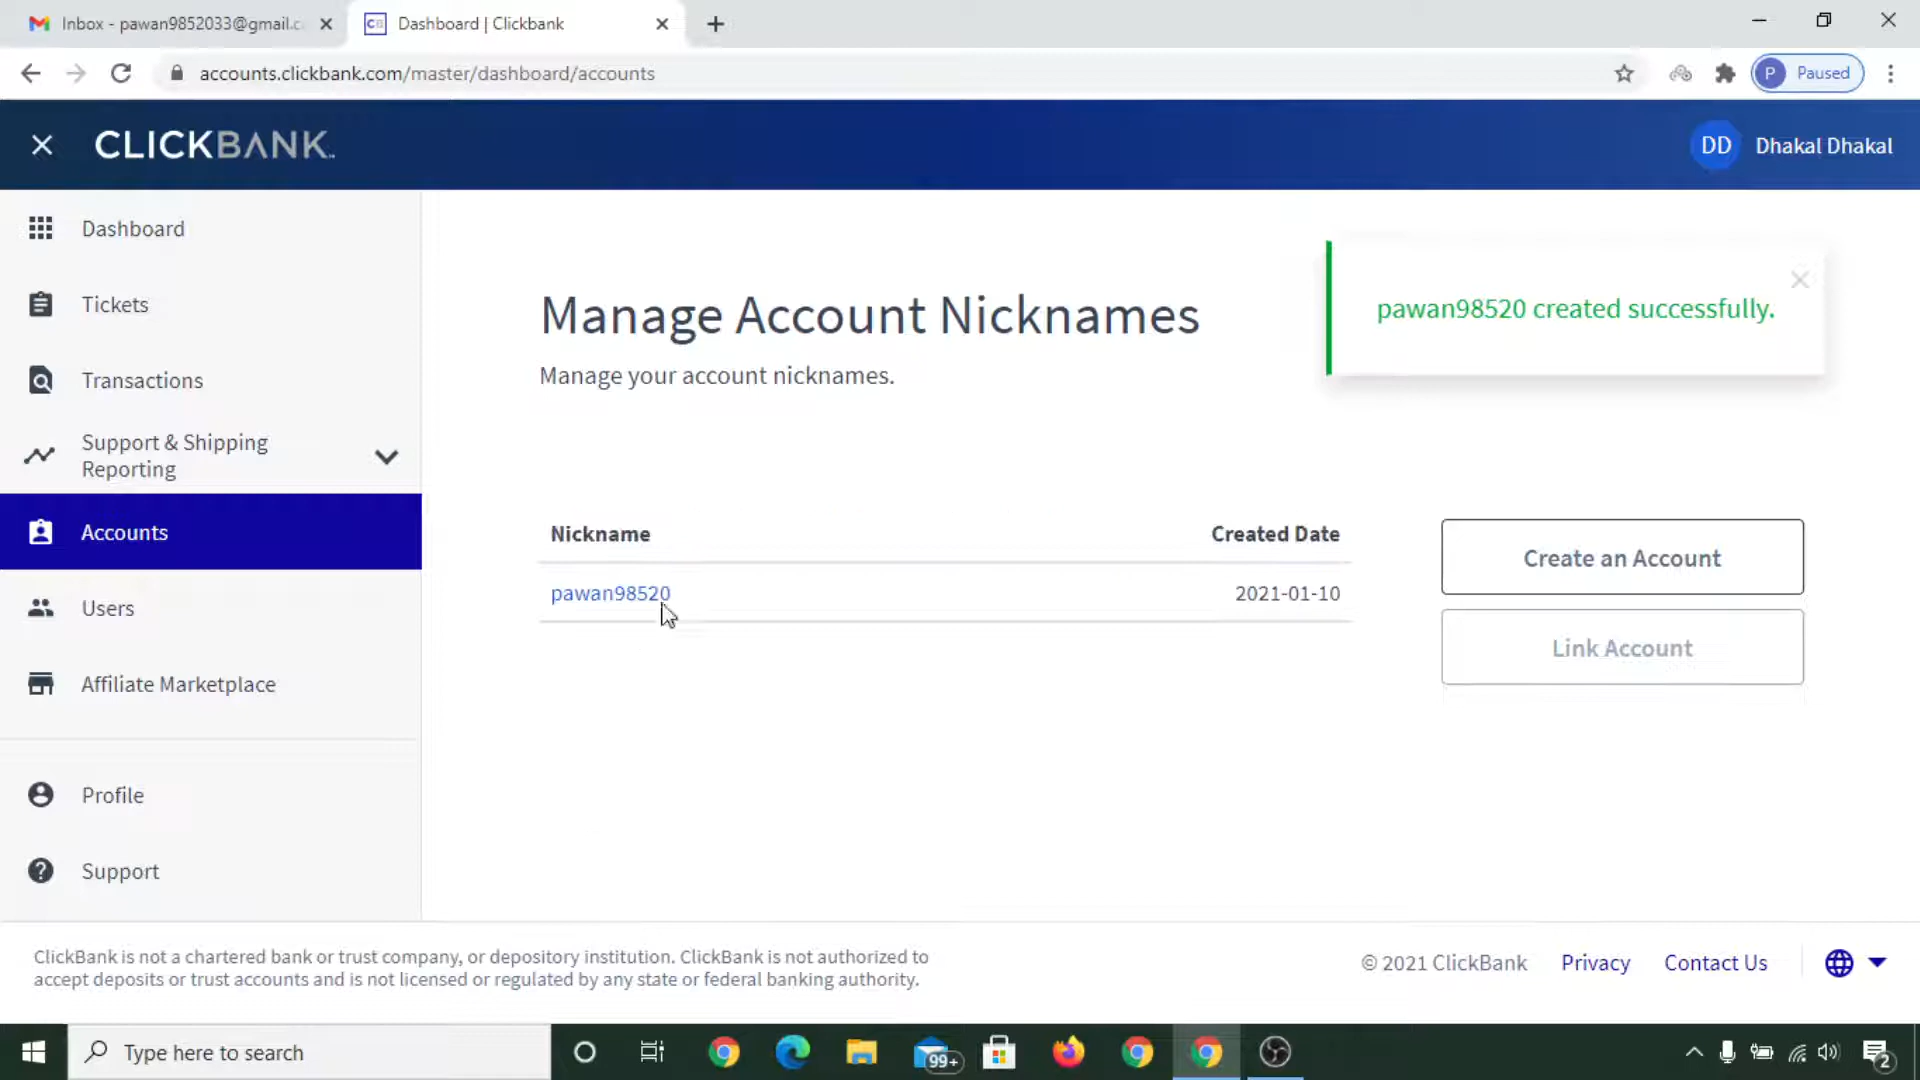 Inbox - pawan9852033@gmail.c
Dashboard | Clickbank
accounts.clickbank.com/master/dashboard/accounts
P Paused
CLICKBANK
DD Dhakal Dhakal
Dashboard
Tickets
Transactions
Support & Shipping
Reporting
Accounts
Users
Affiliate Marketplace
Profile
Support
Manage Account Nicknames
Manage your account nicknames.
pawan98520 created successfully.
Nickname Created Date
pawan98520 2021-01-10
Create an Account
Link Account
ClickBank is not a chartered bank or trust company, or depository institution. ClickBank is not authorized to
accept deposits or trust accounts and is not licensed or regulated by any state or federal banking authority.
© 2021 ClickBank Privacy Contact Us
Type here to search
99+
2